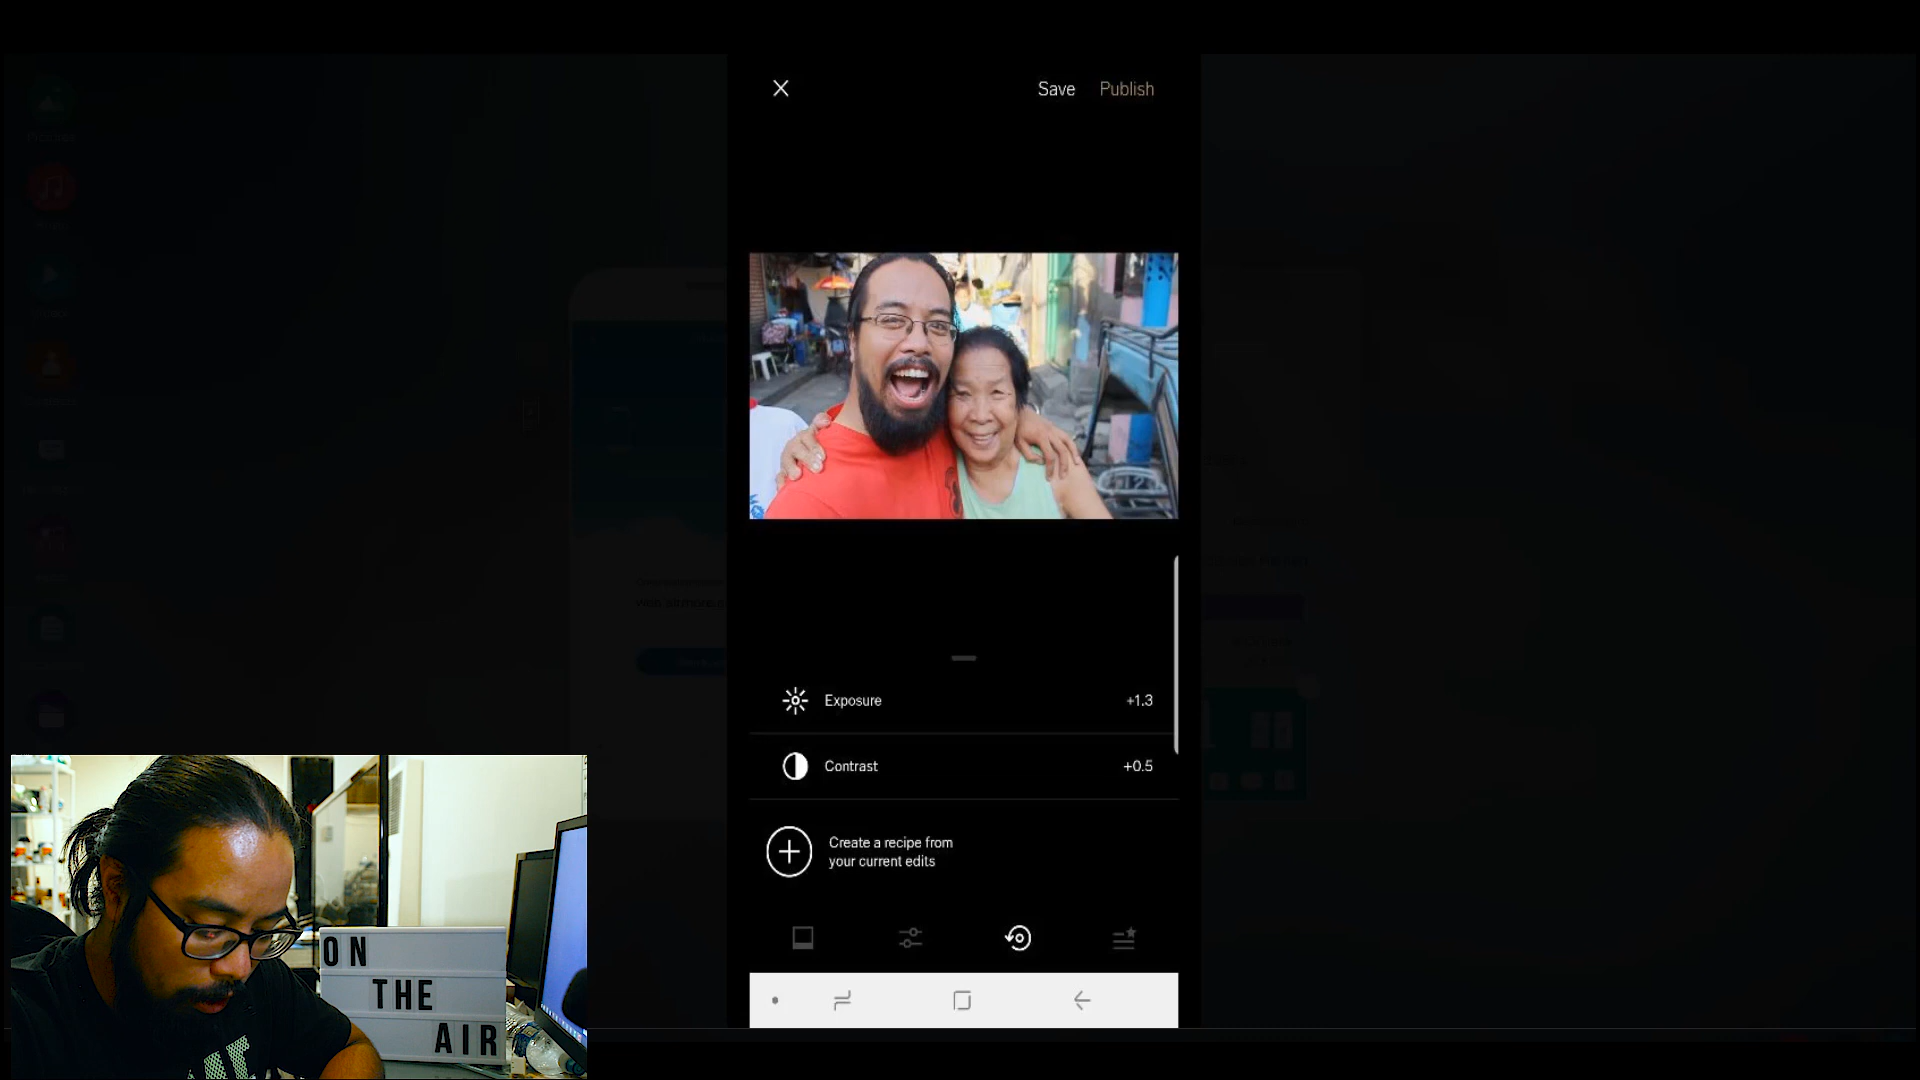 Save Publish
Exposure +1.3
Contrast +0.5
Create a recipe from
your current edits
ON
THE
AIR